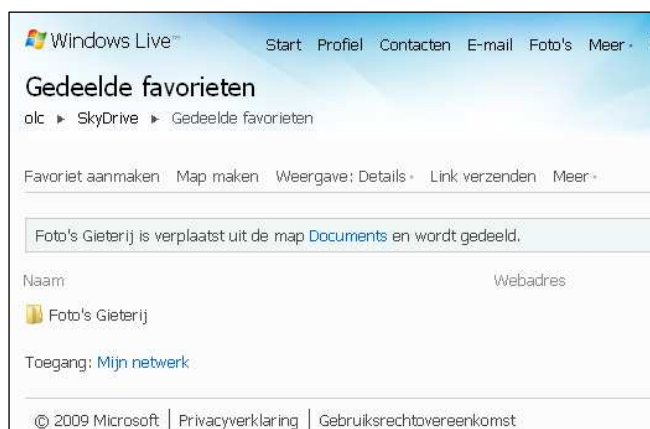 Windows Live™ Start Profiel Contacten E-mail Foto's Meer
Gedeelde favorieten
olc ▸ SkyDrive ▸ Gedeelde favorieten
Favoriet aanmaken Map maken Weergave: Details Link verzenden Meer
Foto's Gieterij is verplaatst uit de map Documents en wordt gedeeld.
Naam Webadres
Foto's Gieterij
Toegang: Mijn netwerk
© 2009 Microsoft | Privacyverklaring | Gebruiksrechtovereenkomst